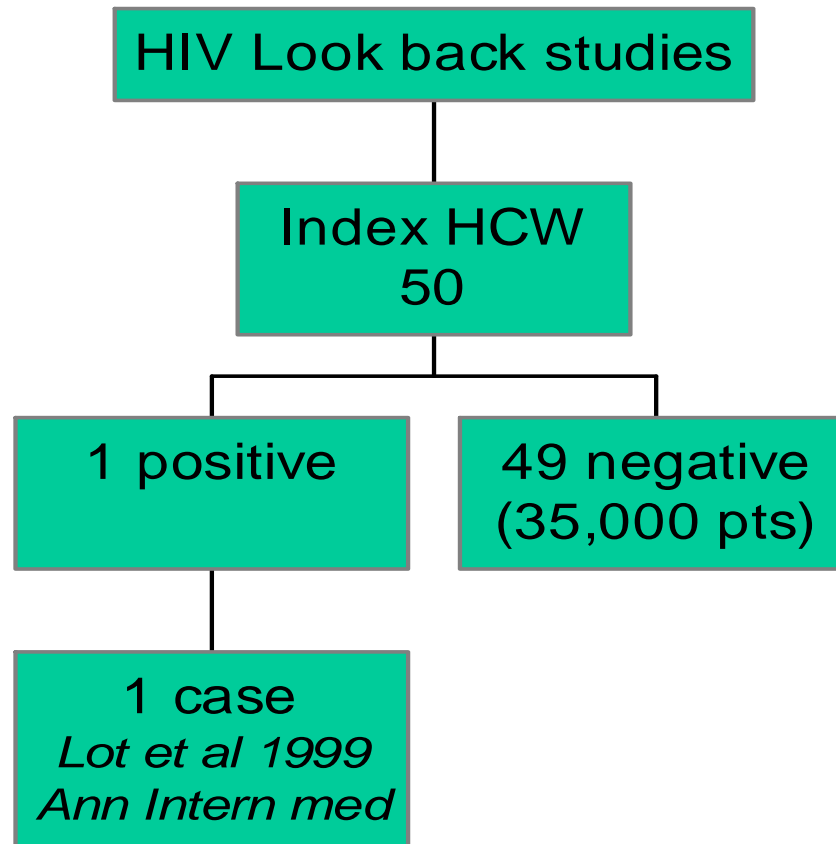 HIV Look back studies
Index HCW
50
1 positive
49 negative
(35,000 pts)
1 case
Lot et al 1999
Ann Intern med